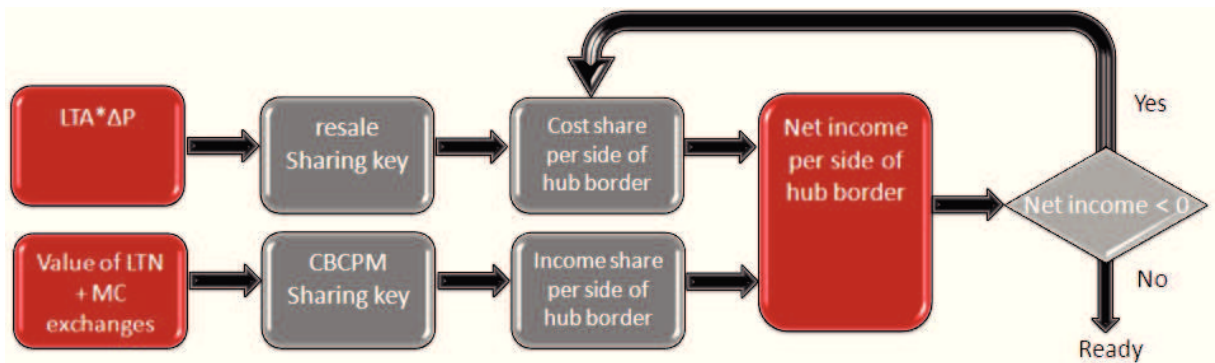 LTA*ΔP
resale
Sharing key
Cost share
per side of
hub border
Net income
per side of
hub border
Yes
Net income < 0
No
Ready
Value of LTN
+ MC
exchanges
CBCPM
Sharing key
Income share
per side of
hub border